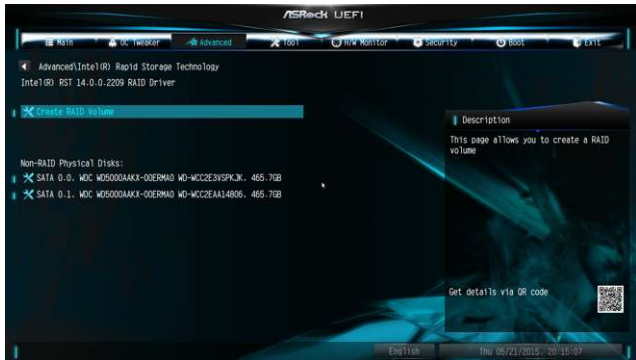 ASRock UEFI
Main OC Tweaker Advanced Tool H/W Monitor Security Boot Exit
Advanced\Intel(R) Rapid Storage Technology
Intel(R) RST 14.0.0.2209 RAID Driver
Create RAID Volume
Non-RAID Physical Disks:
SATA 0.0. WDC WD5000AAKX-00ERMA0 WD-WCC2E3VSPKJK. 465.7GB
SATA 0.1. WDC WD5000AAKX-00ERMA0 WD-WCC2EAA14806. 465.7GB
Description
This page allows you to create a RAID
volume
Get details via QR code
English Thu 05/21/2015. 20:15:07